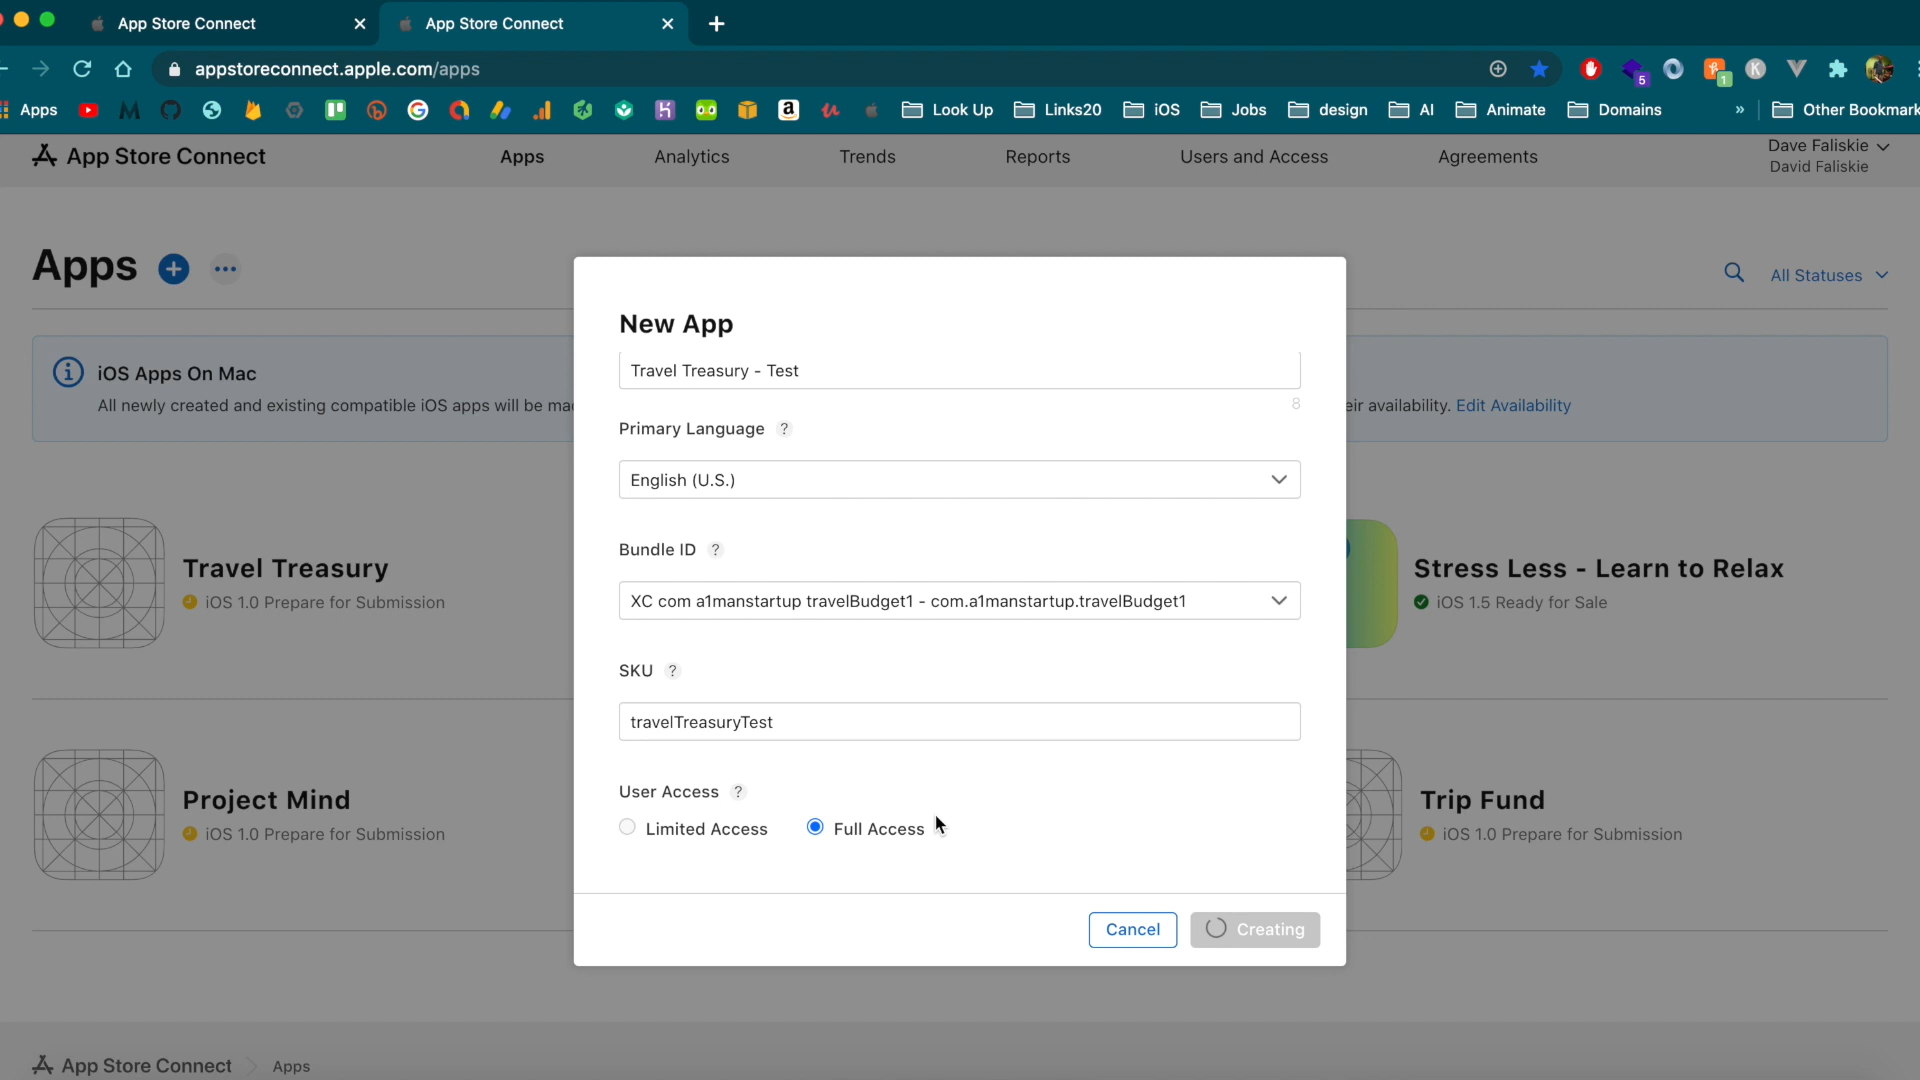 App Store Connect
App Store Connect
appstoreconnect.apple.com/apps
5
1
K
Apps
Look Up
Links20
iOS
Jobs
design
AI
Animate
Domains
»
Other Bookmark
App Store Connect
Apps
Analytics
Trends
Reports
Users and Access
Agreements
Dave Faliskie
David Faliskie
Apps
All Statuses
iOS Apps On Mac
All newly created and existing compatible iOS apps will be ma
eir availability. Edit Availability
New App
Travel Treasury - Test
8
Primary Language ?
English (U.S.)
Bundle ID ?
XC com a1manstartup travelBudget1 - com.a1manstartup.travelBudget1
SKU ?
travelTreasuryTest
User Access ?
Limited Access
Full Access
Cancel
Creating
Travel Treasury
iOS 1.0 Prepare for Submission
Stress Less - Learn to Relax
iOS 1.5 Ready for Sale
Project Mind
iOS 1.0 Prepare for Submission
Trip Fund
iOS 1.0 Prepare for Submission
App Store Connect
Apps